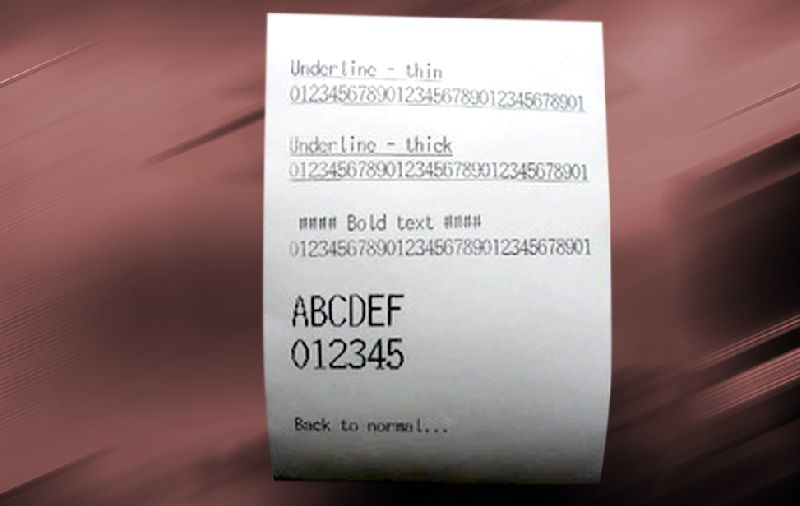 Underline - thin
01234567890123456789012345678901
Underline - thick
01234567890123456789012345678901
#### Bold text ####
01234567890123456789012345678901
ABCDEF
012345
Back to normal...